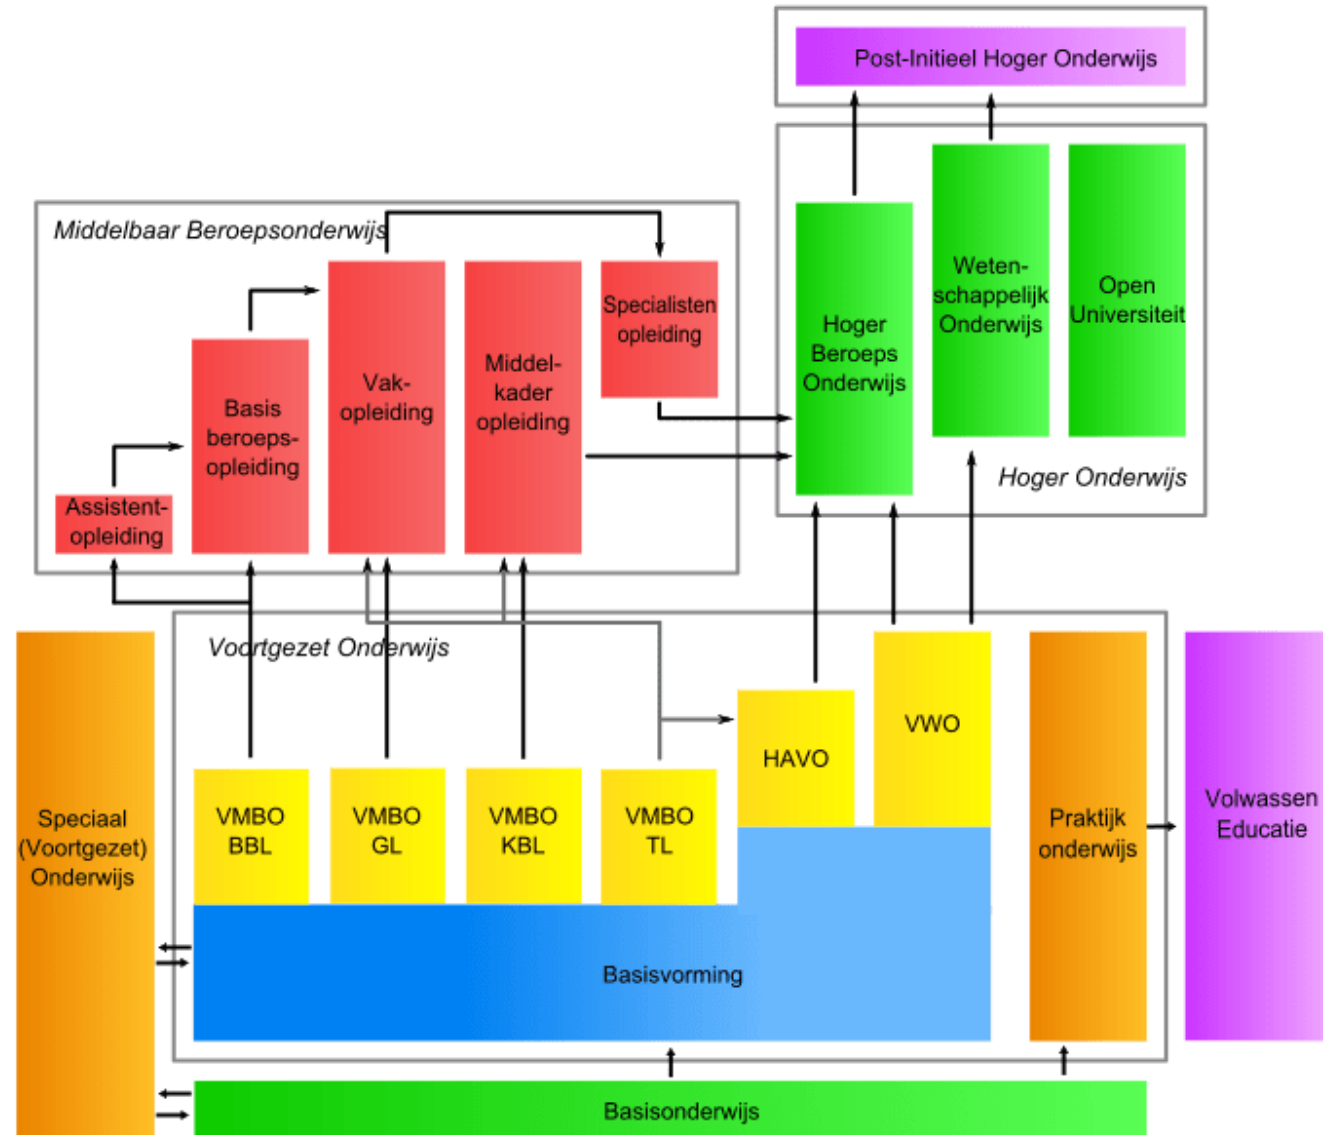 Post-Initieel Hoger Onderwijs
Middelbaar Beroepsonderwijs
Assistent-
opleiding
Basis
beroeps-
opleiding
Vak-
opleiding
Middel-
kader
opleiding
Specialisten
opleiding
Hoger
Beroeps
Onderwijs
Weten-
schappelijk
Onderwijs
Open
Universiteit
Hoger Onderwijs
Voortgezet Onderwijs
Speciaal
(Voortgezet)
Onderwijs
VMBO
BBL
VMBO
GL
VMBO
KBL
VMBO
TL
HAVO
VWO
Praktijk
onderwijs
Volwassen
Educatie
Basisvorming
Basisonderwijs